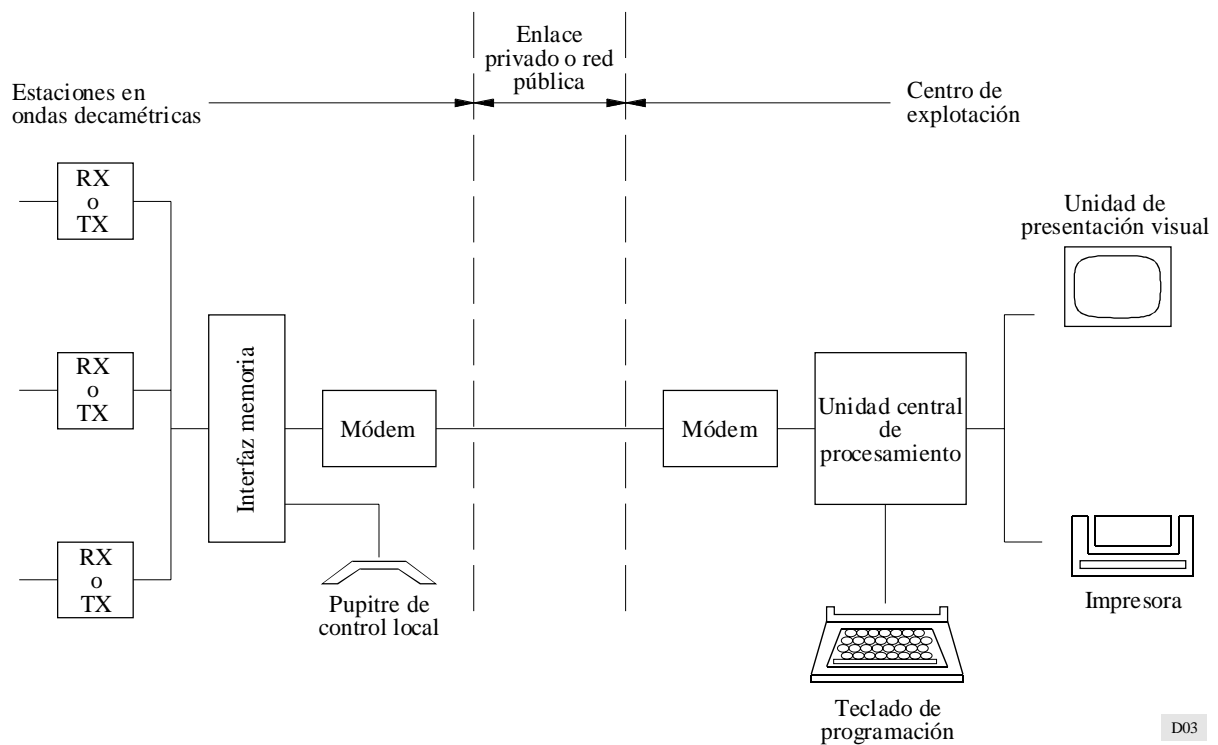 Enlace
privado o red
pública
Estaciones en
ondas decamétricas
Centro de
explotación
RX
o
TX
Unidad de
presentación visual
RX
o
TX
Interfaz memoria
Módem
Módem
Unidad central
de
procesamiento
RX
o
TX
Pupitre de
control local
Impresora
Teclado de
programación
D03